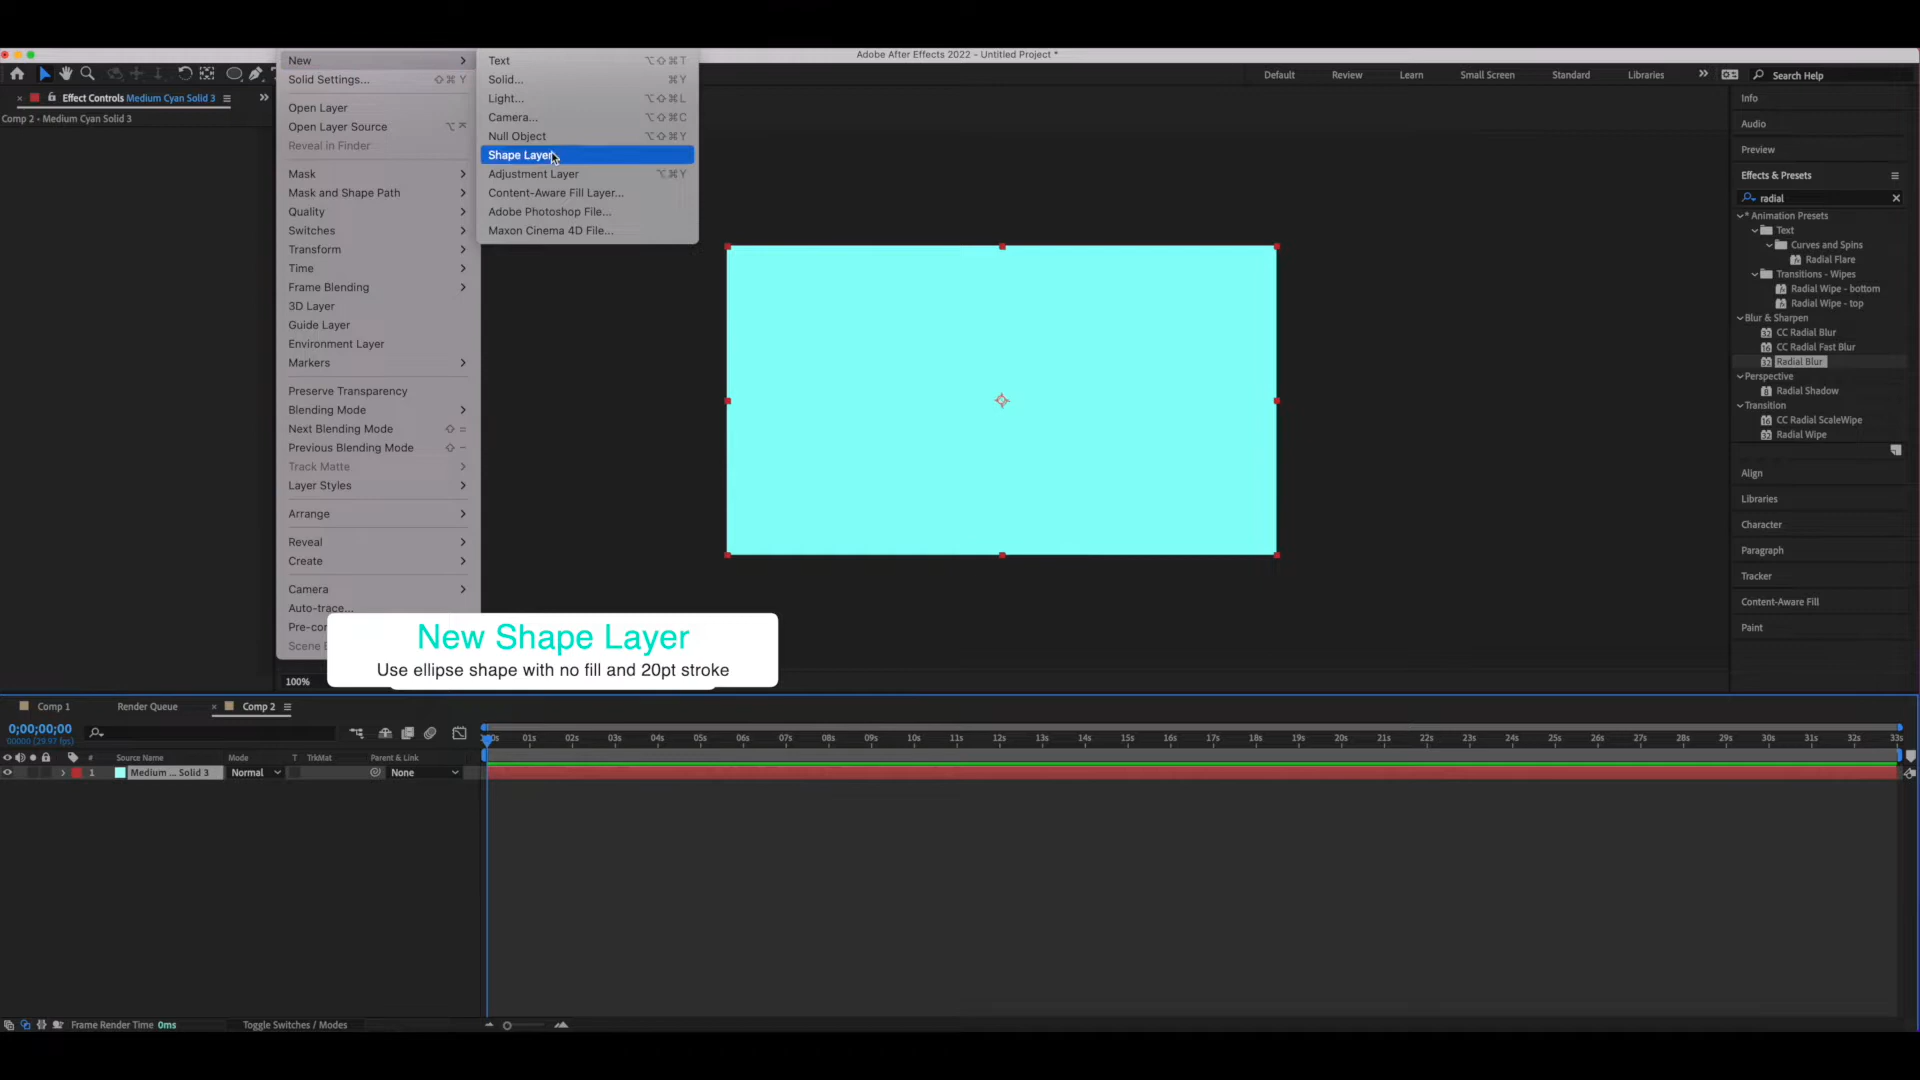 Adobe After Effects 2022 - Untitled Project *
Default
Review
Learn
Small Screen
Standard
Libraries
Search Help
Effect Controls Medium Cyan Solid 3
Comp 2 - Medium Cyan Solid 3
New
Solid Settings... ⇧⌘Y
Open Layer
Open Layer Source
Reveal in Finder
Mask
Mask and Shape Path
Quality
Switches
Transform
Time
Frame Blending
3D Layer
Guide Layer
Environment Layer
Markers
Preserve Transparency
Blending Mode
Next Blending Mode ⇧ =
Previous Blending Mode ⇧ -
Track Matte
Layer Styles
Arrange
Reveal
Create
Camera
Auto-trace...
Text ⌥⇧⌘T
Solid... ⌘Y
Light... ⌥⇧⌘L
Camera... ⌥⇧⌘C
Null Object ⌥⇧⌘Y
Shape Layer
Adjustment Layer ⌥⌘Y
Content-Aware Fill Layer...
Adobe Photoshop File...
Maxon Cinema 4D File...
New Shape Layer
Use ellipse shape with no fill and 20pt stroke
100%
Info
Audio
Preview
Effects & Presets
radial
* Animation Presets
Text
Curves and Spins
Radial Flare
Transitions - Wipes
Radial Wipe - bottom
Radial Wipe - top
Blur & Sharpen
CC Radial Blur
CC Radial Fast Blur
Radial Blur
Perspective
Radial Shadow
Transition
CC Radial ScaleWipe
Radial Wipe
Align
Libraries
Character
Paragraph
Tracker
Content-Aware Fill
Paint
Comp 1
Render Queue
Comp 2
0;00;00;00
00000 (29.97 fps)
01s 02s 03s 04s 05s 06s 07s 08s 09s 10s 11s 12s 13s 14s 15s 16s 17s 18s 19s 20s 21s 22s 23s 24s 25s 26s 27s 28s 29s 30s 31s 32s 33s
# Source Name Mode T TrkMat Parent & Link
1 Medium ... Solid 3 Normal None
Frame Render Time 0ms
Toggle Switches / Modes